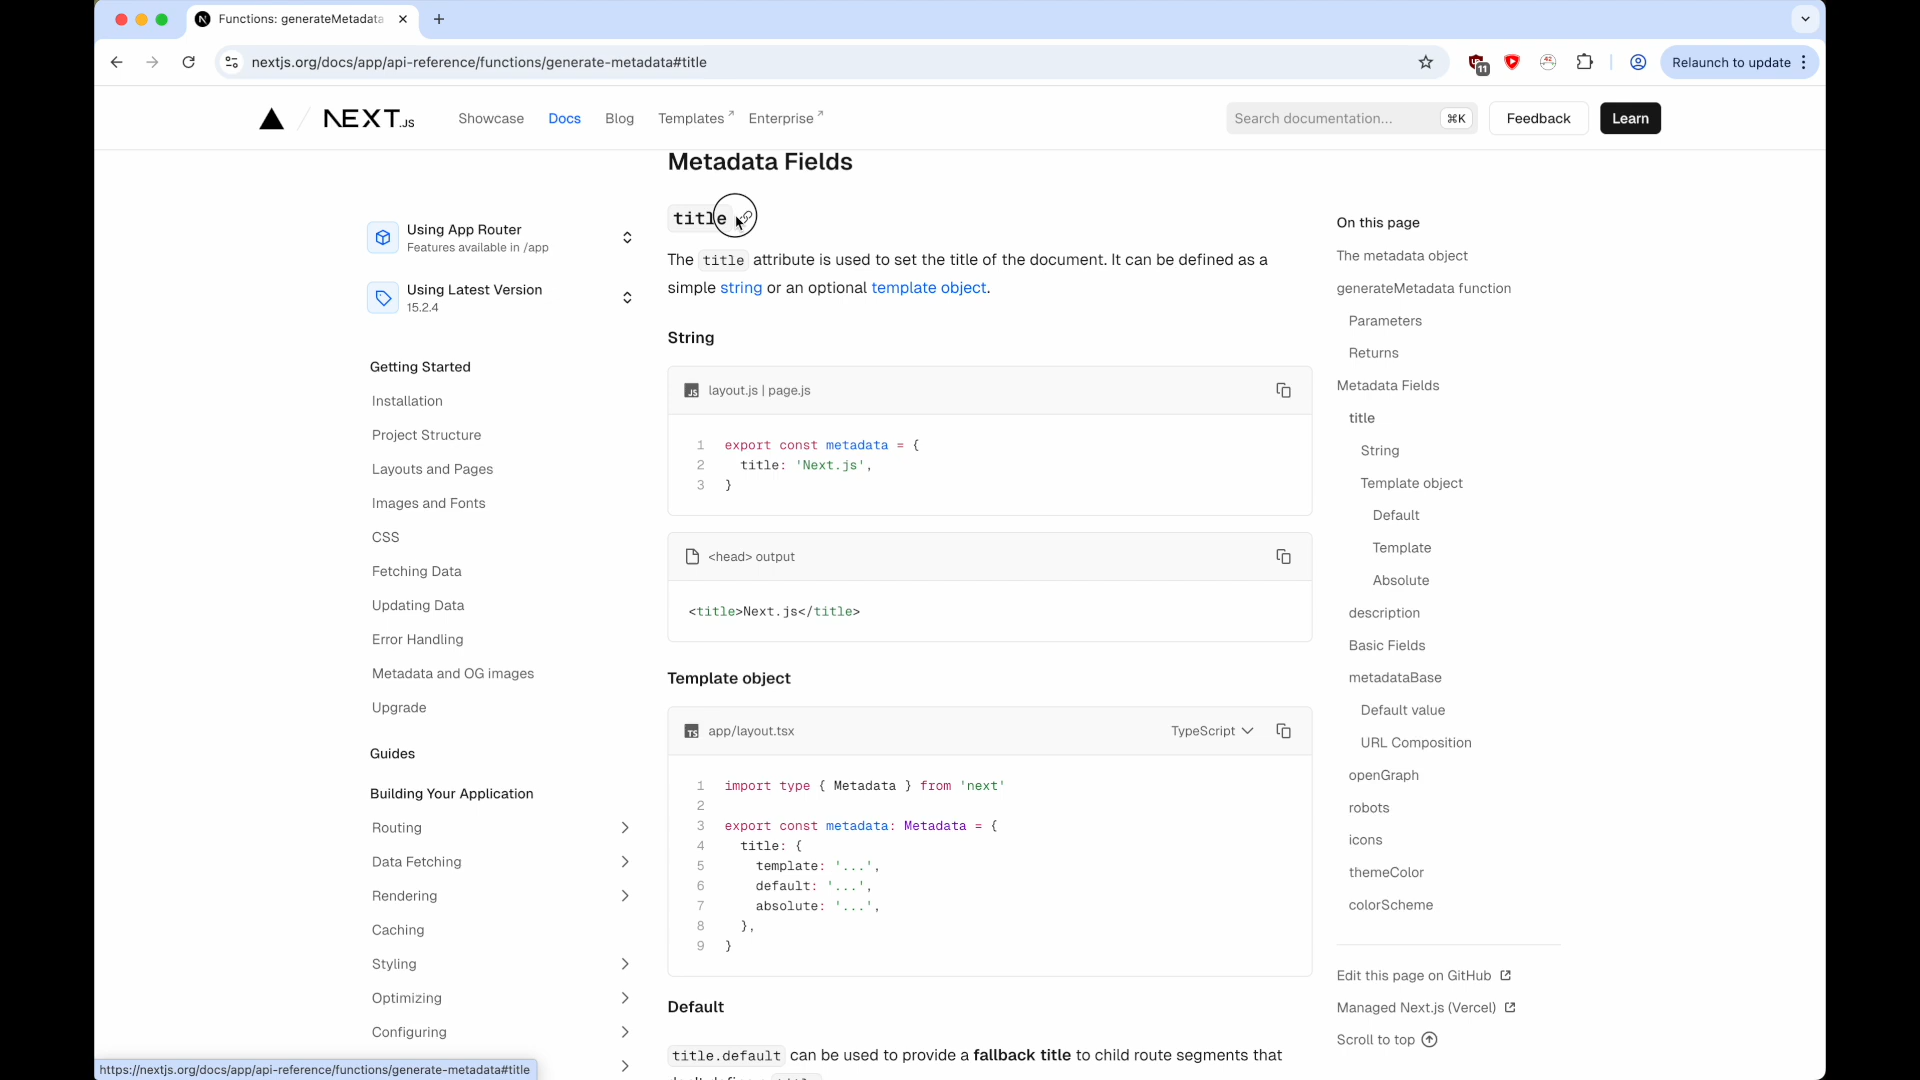 Functions: generateMetadata
nextjs.org/docs/app/api-reference/functions/generate-metadata#title
11
42
Relaunch to update
NEXT.JS
Showcase
Docs
Blog
Templates
Enterprise
Search documentation...
⌘K
Feedback
Learn
Using App Router
Features available in /app
Using Latest Version
15.2.4
Getting Started
Installation
Project Structure
Layouts and Pages
Images and Fonts
CSS
Fetching Data
Updating Data
Error Handling
Metadata and OG images
Upgrade
Guides
Building Your Application
Routing
Data Fetching
Rendering
Caching
Styling
Optimizing
Configuring
https://nextjs.org/docs/app/api-reference/functions/generate-metadata#title
Metadata Fields
title
The title attribute is used to set the title of the document. It can be defined as a
simple string or an optional template object.
String
JS layout.js | page.js
1 export const metadata = {
2 title: 'Next.js',
3 }
<head> output
<title>Next.js</title>
Template object
TS app/layout.tsx
TypeScript
1 import type { Metadata } from 'next'
2
3 export const metadata: Metadata = {
4 title: {
5 template: '...',
6 default: '...',
7 absolute: '...',
8 },
9 }
Default
title.default can be used to provide a fallback title to child route segments that
On this page
The metadata object
generateMetadata function
Parameters
Returns
Metadata Fields
title
String
Template object
Default
Template
Absolute
description
Basic Fields
metadataBase
Default value
URL Composition
openGraph
robots
icons
themeColor
colorScheme
Edit this page on GitHub
Managed Next.js (Vercel)
Scroll to top